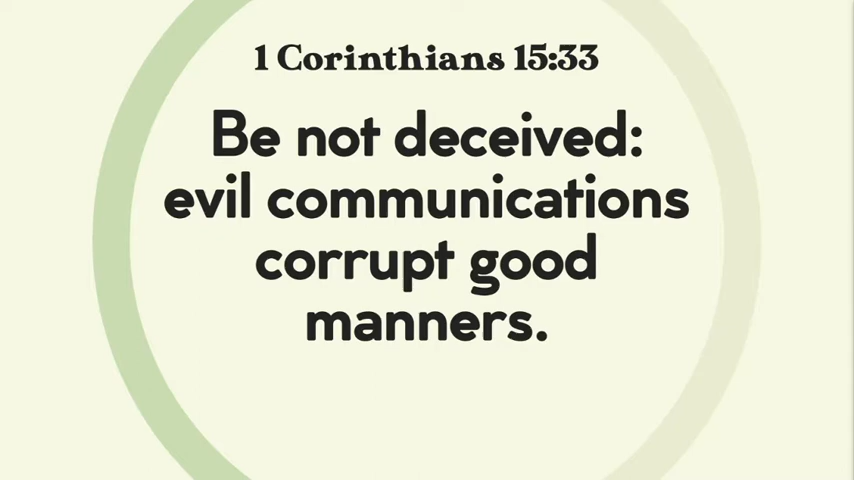 1 Corinthians 15:33
Be not deceived:
evil communications
corrupt good
manners.